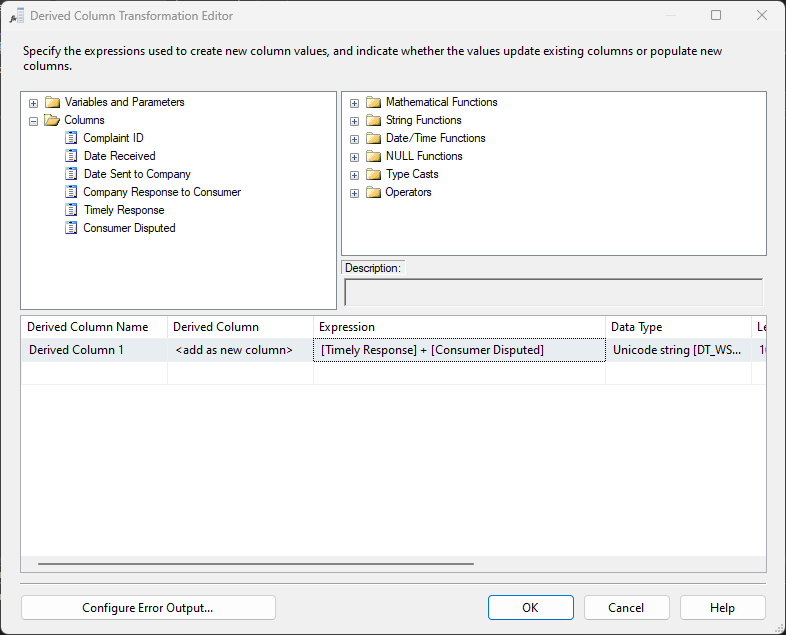 Derived Column Transformation Editor
Specify the expressions used to create new column values, and indicate whether the values update existing columns or populate new
columns.
Variables and Parameters
Columns
Complaint ID
Date Received
Date Sent to Company
Company Response to Consumer
Timely Response
Consumer Disputed
Mathematical Functions
String Functions
Date/Time Functions
NULL Functions
Type Casts
Operators
Description:
Derived Column Name Derived Column Expression Data Type
Derived Column 1 <add as new column> [Timely Response] + [Consumer Disputed] Unicode string [DT_WS...
Configure Error Output... OK Cancel Help